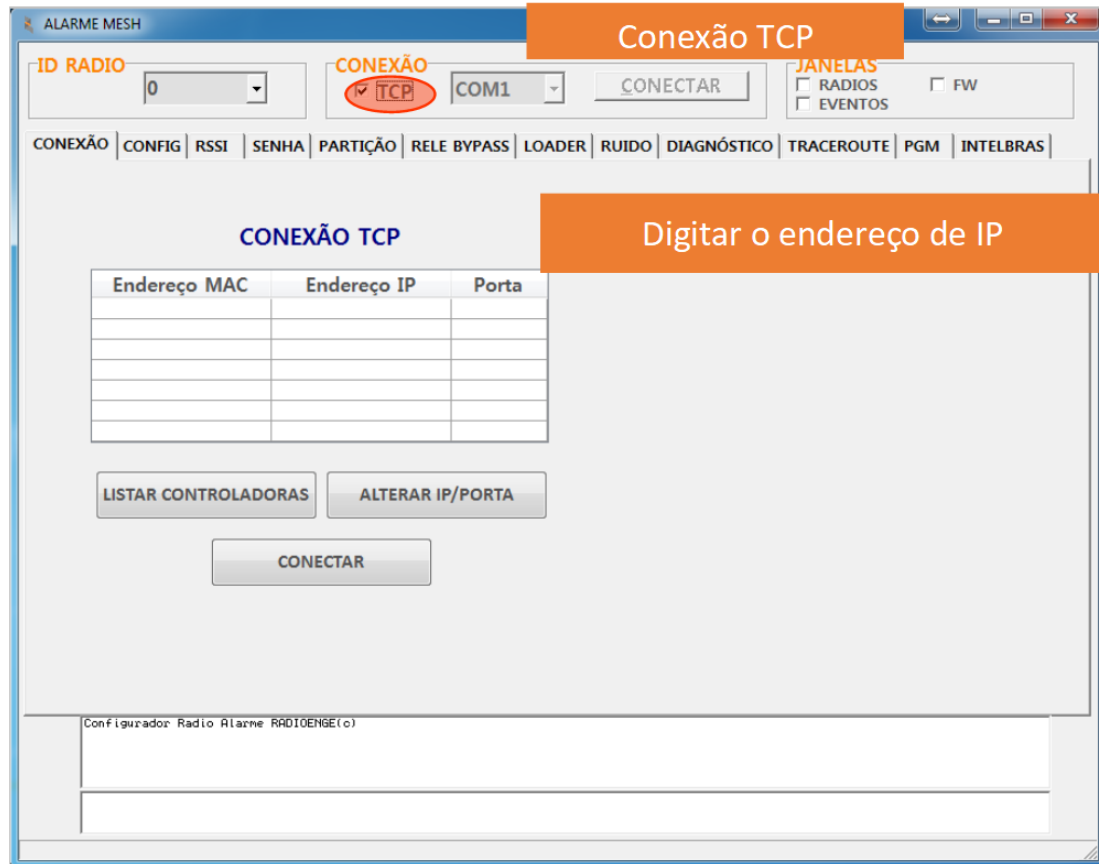 ALARME MESH
Conexão TCP
ID RADIO
0
CONEXÃO
TCP
COM1
CONECTAR
JANELAS
RADIOS
FW
EVENTOS
CONEXÃO CONFIG RSSI SENHA PARTIÇÃO RELE BYPASS LOADER RUIDO DIAGNÓSTICO TRACEROUTE PGM INTELBRAS
Digitar o endereço de IP
CONEXÃO TCP
Endereço MAC Endereço IP Porta
LISTAR CONTROLADORAS ALTERAR IP/PORTA
CONECTAR
Configurador Radio Alarme RADIOENGE(c)